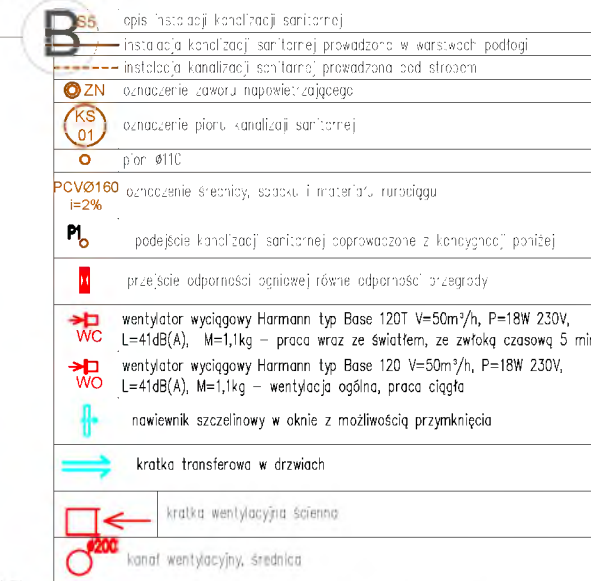 B
S5, opis instalacji kanalizacji sanitarnej
instalacja kanalizacji sanitarnej prowadzona w warstwach podłogi
instalacja kanalizacji sanitarnej prowadzona pod stropem
ZN oznaczenie zaworu napowietrzającego
KS
01 oznaczenie pionu kanalizacji sanitarnej
pion ø110
PCVØ160 oznaczenie średnicy, spadku i materiału rurociągu
i=2%
P1 podejście kanalizacji sanitarnej doprowadzone z kondygnacji poniżej
przejście odporności ogniowej równe odporności przegrody
wentylator wyciągowy Harmann typ Base 120T V=50m³/h, P=18W 230V,
WC L=41dB(A), M=1,1kg – praca wraz ze światłem, ze zwłoką czasową 5 min
wentylator wyciągowy Harmann typ Base 120 V=50m³/h, P=18W 230V,
WO L=41dB(A), M=1,1kg – wentylacja ogólna, praca ciągła
nawiewnik szczelinowy w oknie z możliwością przymknięcia
kratka transferowa w drzwiach
kratka wentylacyjna ścienna
ø200
kanał wentylacyjny, średnica